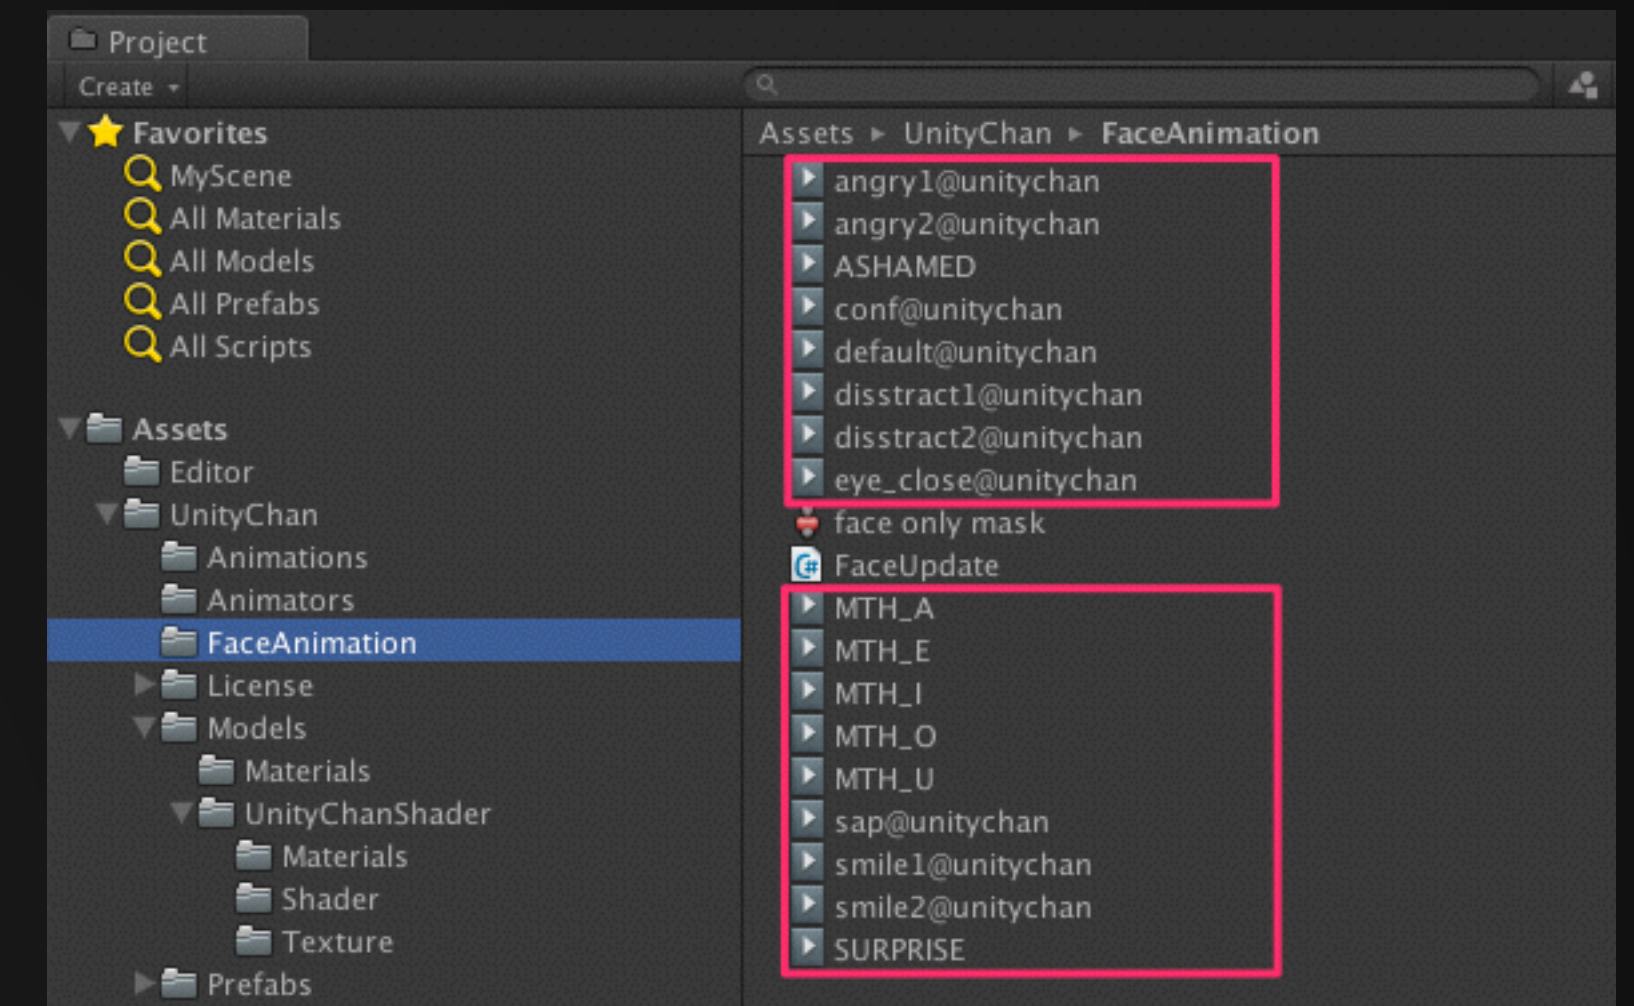 Project
Create
Favorites
MyScene
All Materials
All Models
All Prefabs
All Scripts
Assets
Editor
UnityChan
Animations
Animators
FaceAnimation
License
Models
Materials
UnityChanShader
Materials
Shader
Texture
Prefabs
Assets ▸ UnityChan ▸ FaceAnimation
angry1@unitychan
angry2@unitychan
ASHAMED
conf@unitychan
default@unitychan
disstract1@unitychan
disstract2@unitychan
eye_close@unitychan
face only mask
C# FaceUpdate
MTH_A
MTH_E
MTH_I
MTH_O
MTH_U
sap@unitychan
smile1@unitychan
smile2@unitychan
SURPRISE